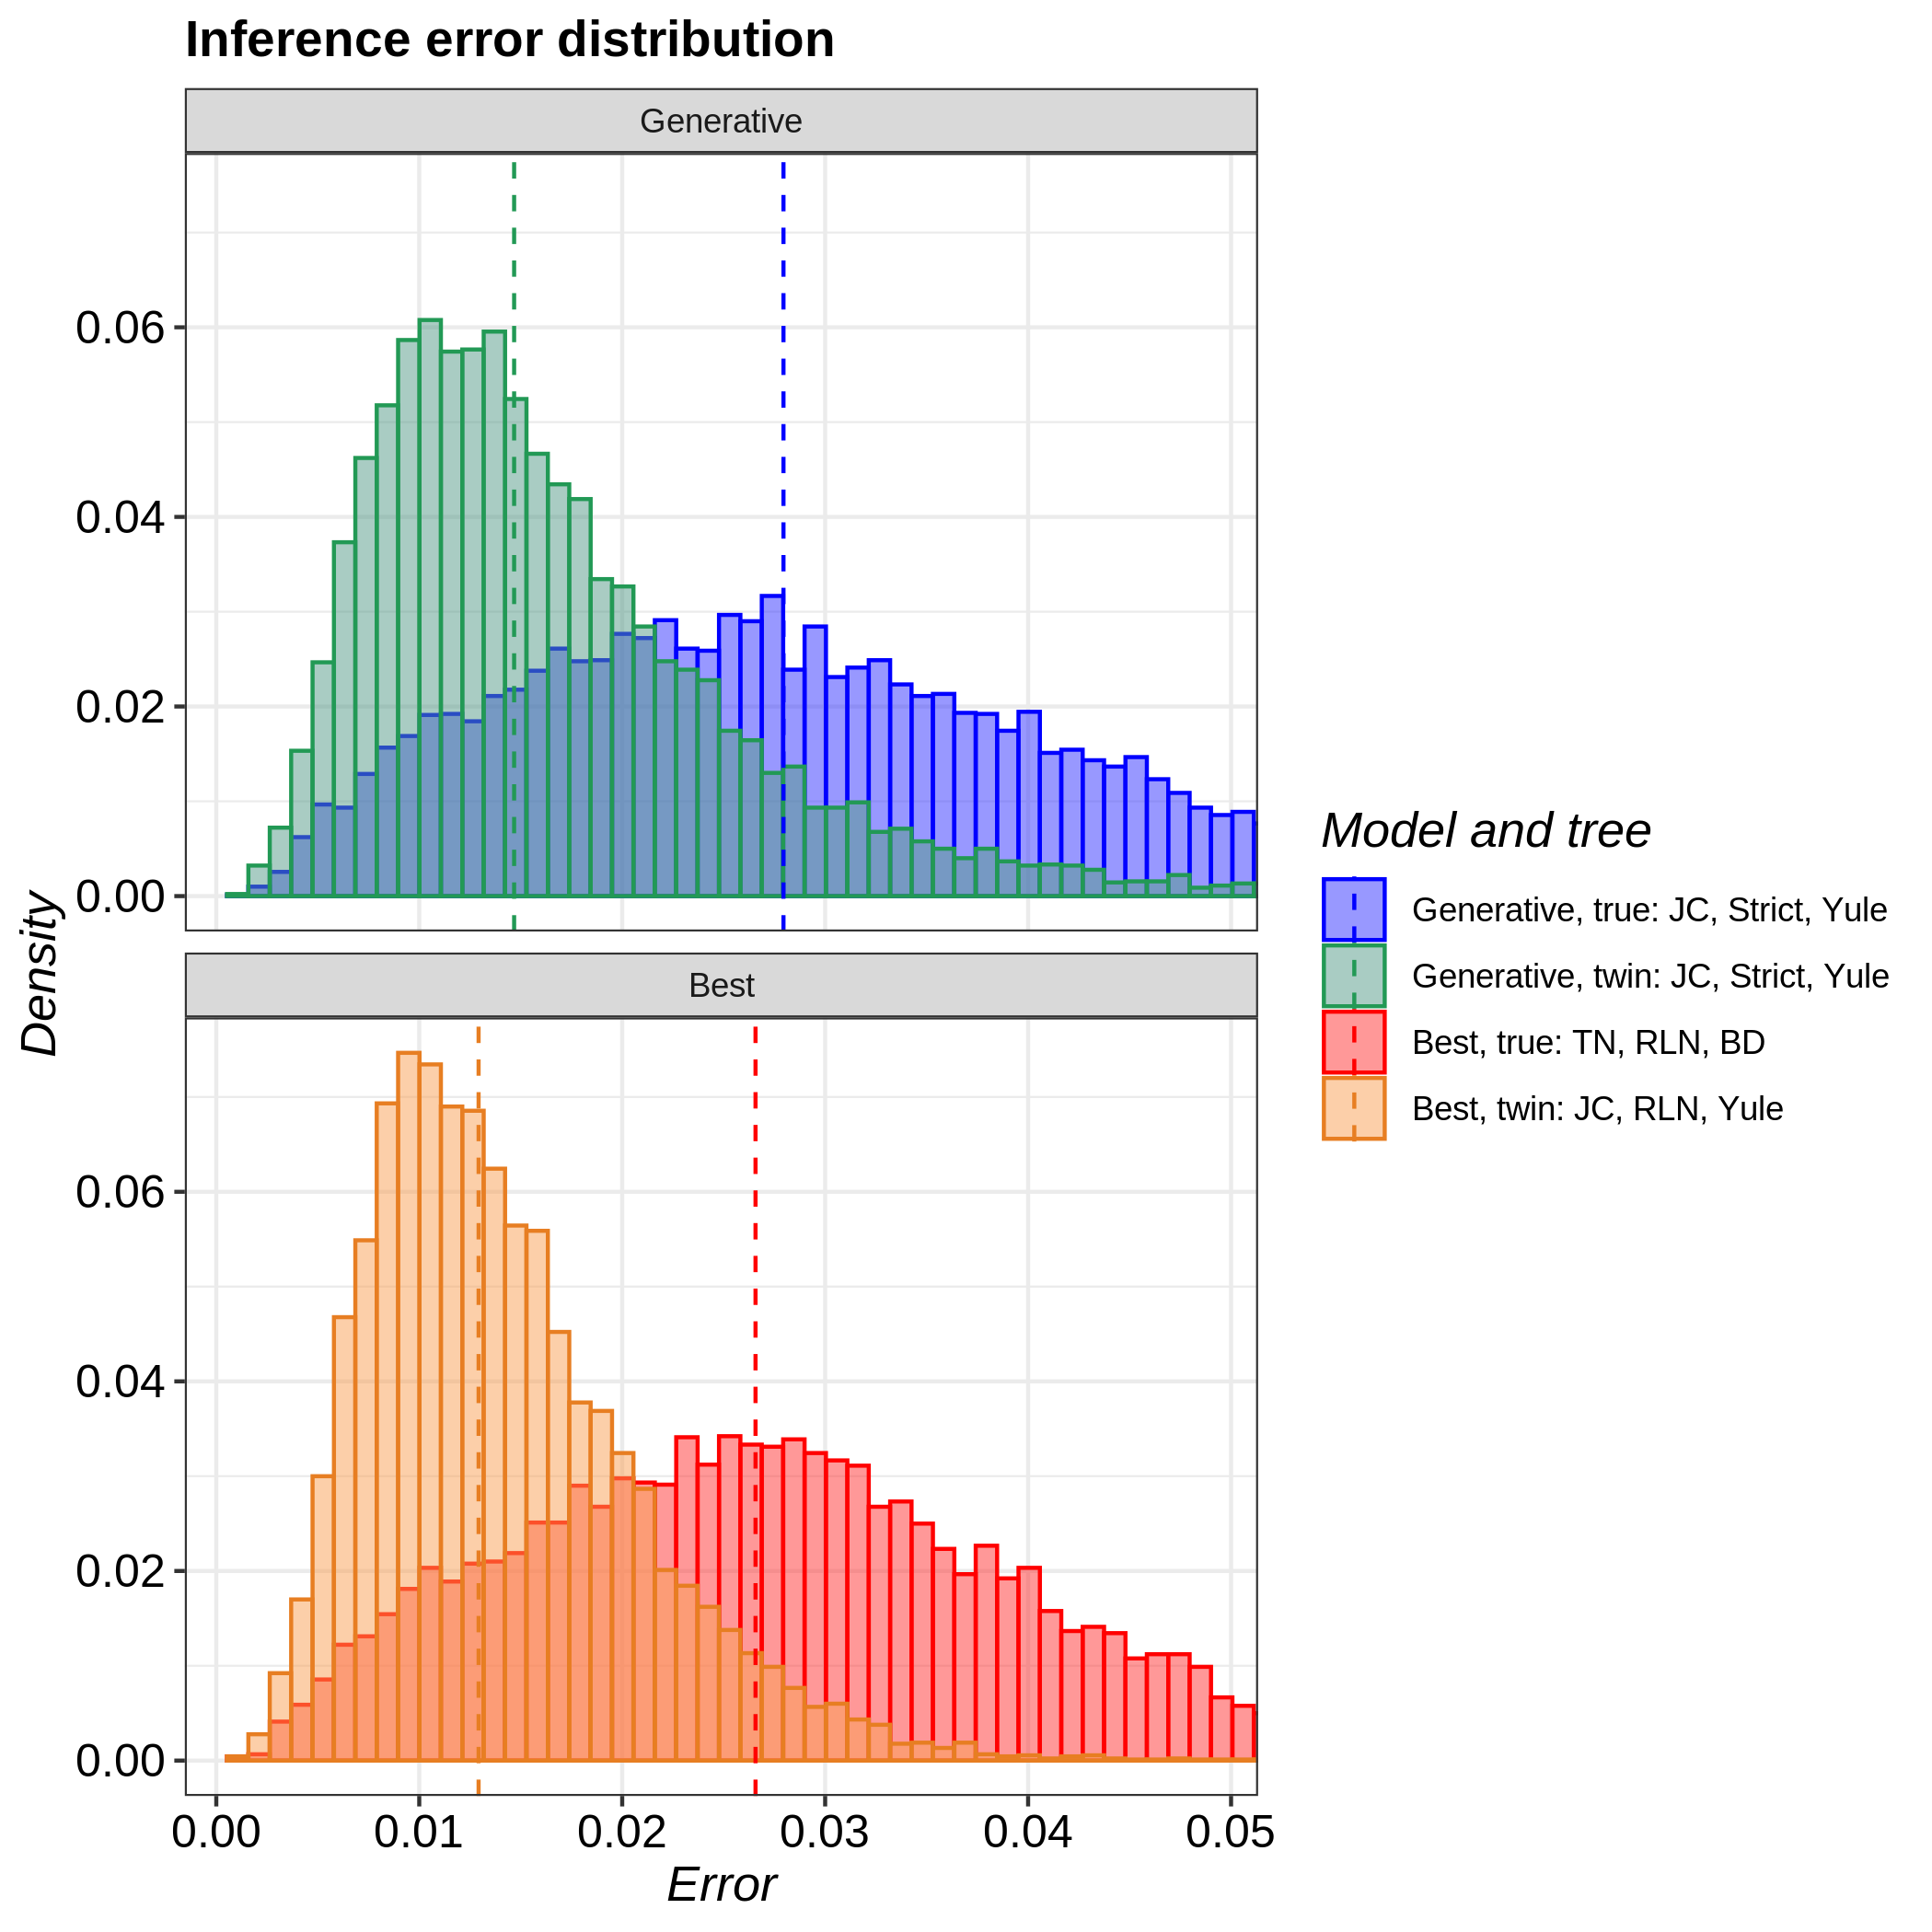 Inference error distribution
Generative
0.06
0.04
0.02
0.00
Density
Best
0.06
0.04
0.02
0.00
0.00 0.01 0.02 0.03 0.04 0.05
Error
Model and tree
Generative, true: JC, Strict, Yule
Generative, twin: JC, Strict, Yule
Best, true: TN, RLN, BD
Best, twin: JC, RLN, Yule